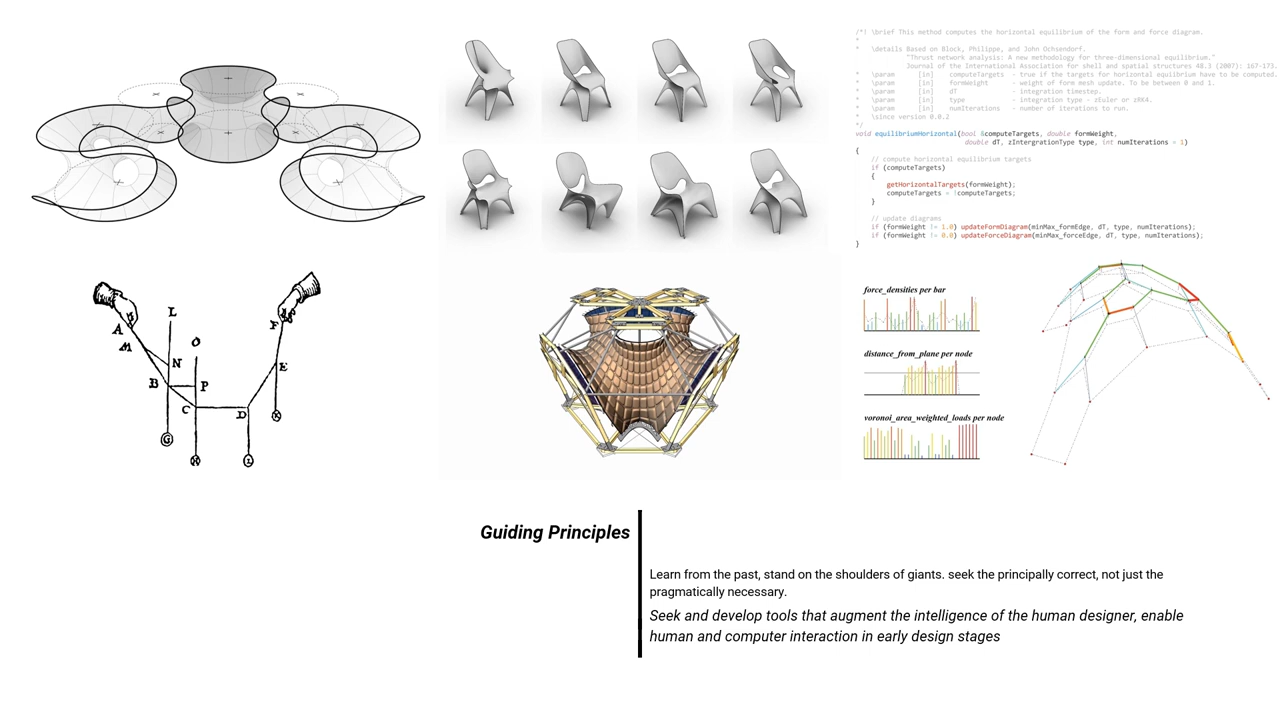 /*! \brief This method computes the horizontal equilibrium of the form and force diagram.
*
* \details Based on Block, Philippe, and John Ochsendorf.
"Thrust network analysis: A new methodology for three-dimensional equilibrium."
Journal of the International Association for shell and spatial structures 48.3 (2007): 167-173.
* \param [in] computeTargets - true if the targets for horizontal equlibrium have to be computed.
* \param [in] formWeight - weight of form mesh update. To be between 0 and 1.
* \param [in] dT - integration timestep.
* \param [in] type - integration type - zEuler or zRK4.
* \param [in] numIterations - number of iterations to run.
* \since version 0.0.2
*/
void equilibriumHorizontal(bool &computeTargets, double formWeight,
double dT, zIntergrationType type, int numIterations = 1)
{
// compute horizontal equilibrium targets
if (computeTargets)
{
getHorizontalTargets(formWeight);
computeTargets = !computeTargets;
}
// update diagrams
if (formWeight != 1.0) updateFormDiagram(minMax_formEdge, dT, type, numIterations);
if (formWeight != 0.0) updateForceDiagram(minMax_forceEdge, dT, type, numIterations);
}
L
A
F
M
O
N
E
B
P
C
D
G
H
force_densities per bar
distance_from_plane per node
voronoi_area_weighted_loads per node
Guiding Principles
Learn from the past, stand on the shoulders of giants. seek the principally correct, not just the
pragmatically necessary.
Seek and develop tools that augment the intelligence of the human designer, enable
human and computer interaction in early design stages